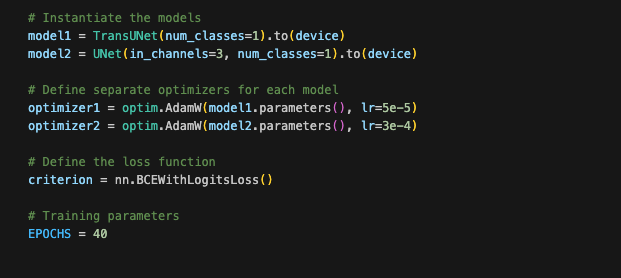 # Instantiate the models
model1 = TransUNet(num_classes=1).to(device)
model2 = UNet(in_channels=3, num_classes=1).to(device)
# Define separate optimizers for each model
optimizer1 = optim.AdamW(model1.parameters(), lr=5e-5)
optimizer2 = optim.AdamW(model2.parameters(), lr=3e-4)
# Define the loss function
criterion = nn.BCEWithLogitsLoss()
# Training parameters
EPOCHS = 40